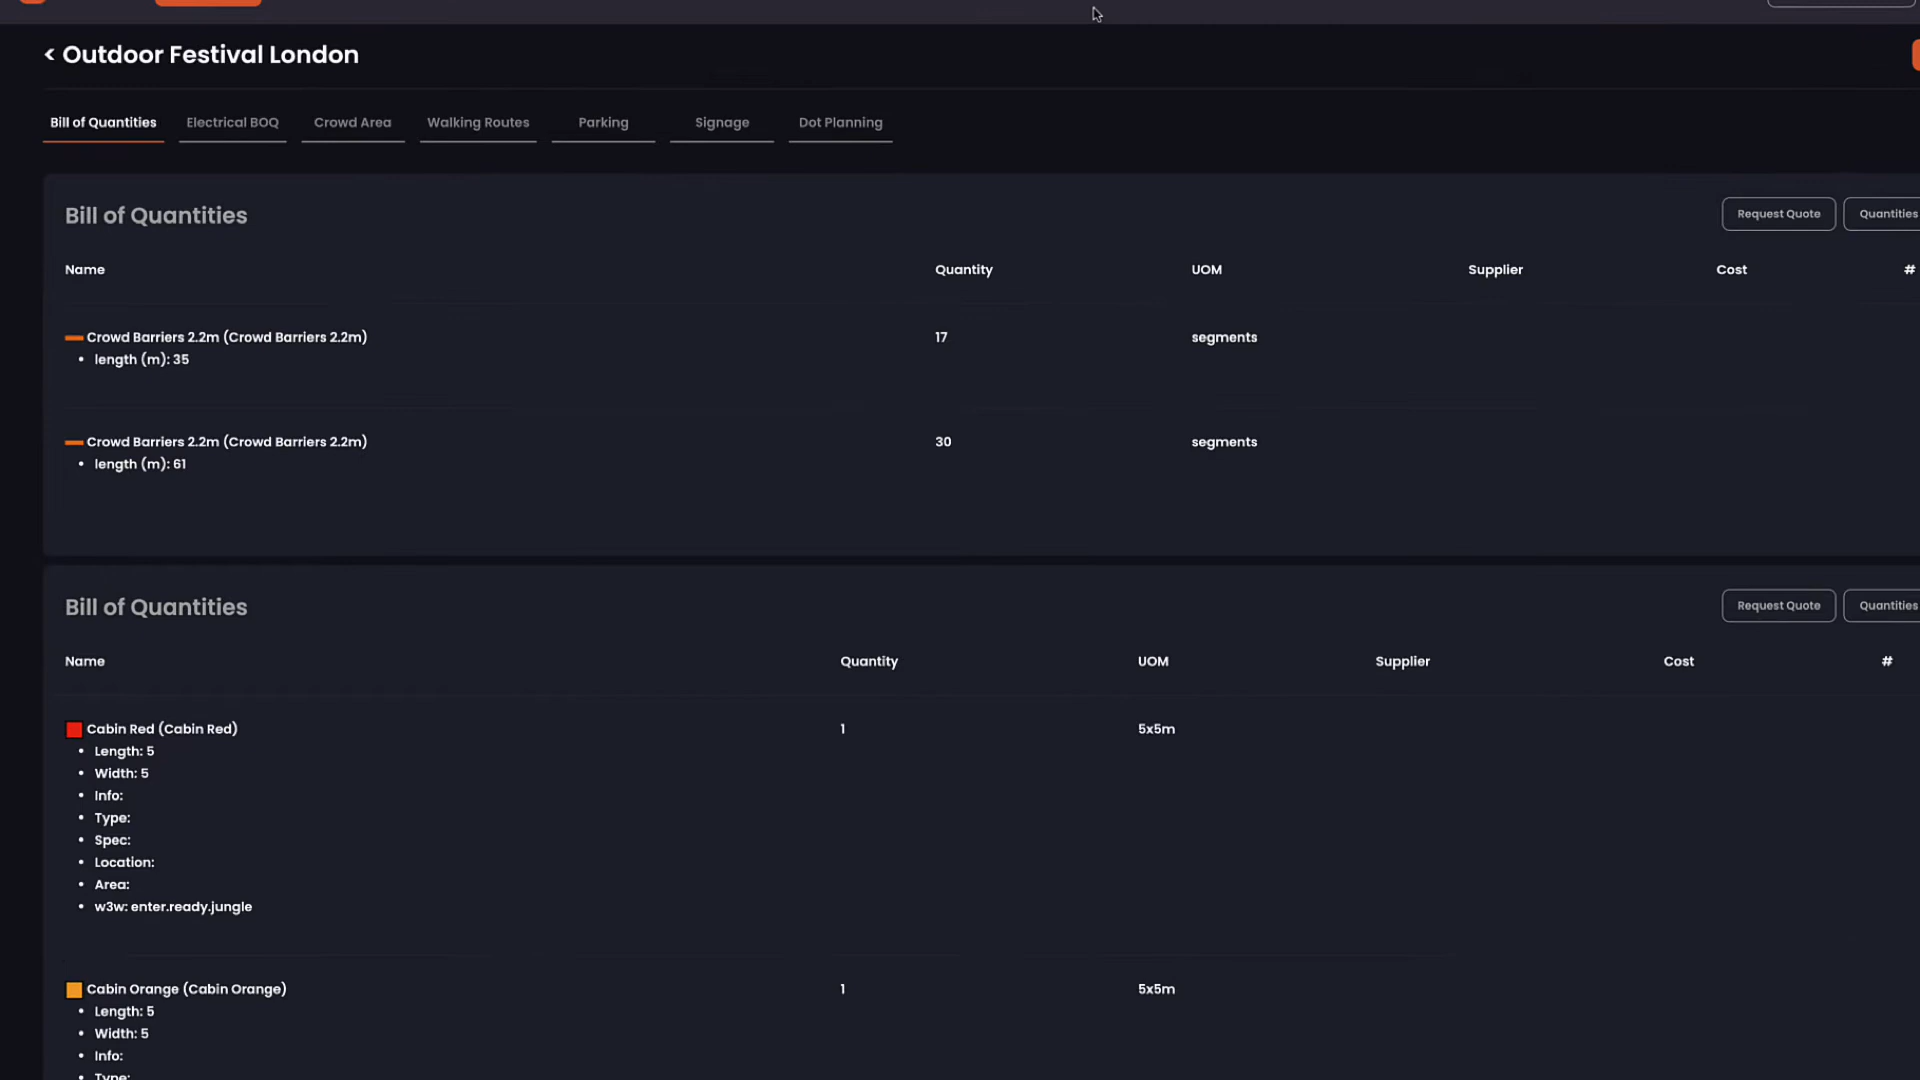 < Outdoor Festival London
Bill of Quantities Electrical BOQ Crowd Area Walking Routes Parking Signage Dot Planning
Bill of Quantities Request Quote Quantities
Name Quantity UOM Supplier Cost #
Crowd Barriers 2.2m (Crowd Barriers 2.2m) 17 segments
• length (m): 35
Crowd Barriers 2.2m (Crowd Barriers 2.2m) 30 segments
• length (m): 61
Bill of Quantities Request Quote Quantities
Name Quantity UOM Supplier Cost #
Cabin Red (Cabin Red) 1 5x5m
• Length: 5
• Width: 5
• Info:
• Type:
• Spec:
• Location:
• Area:
• w3w: enter.ready.jungle
Cabin Orange (Cabin Orange) 1 5x5m
• Length: 5
• Width: 5
• Info:
• Type: